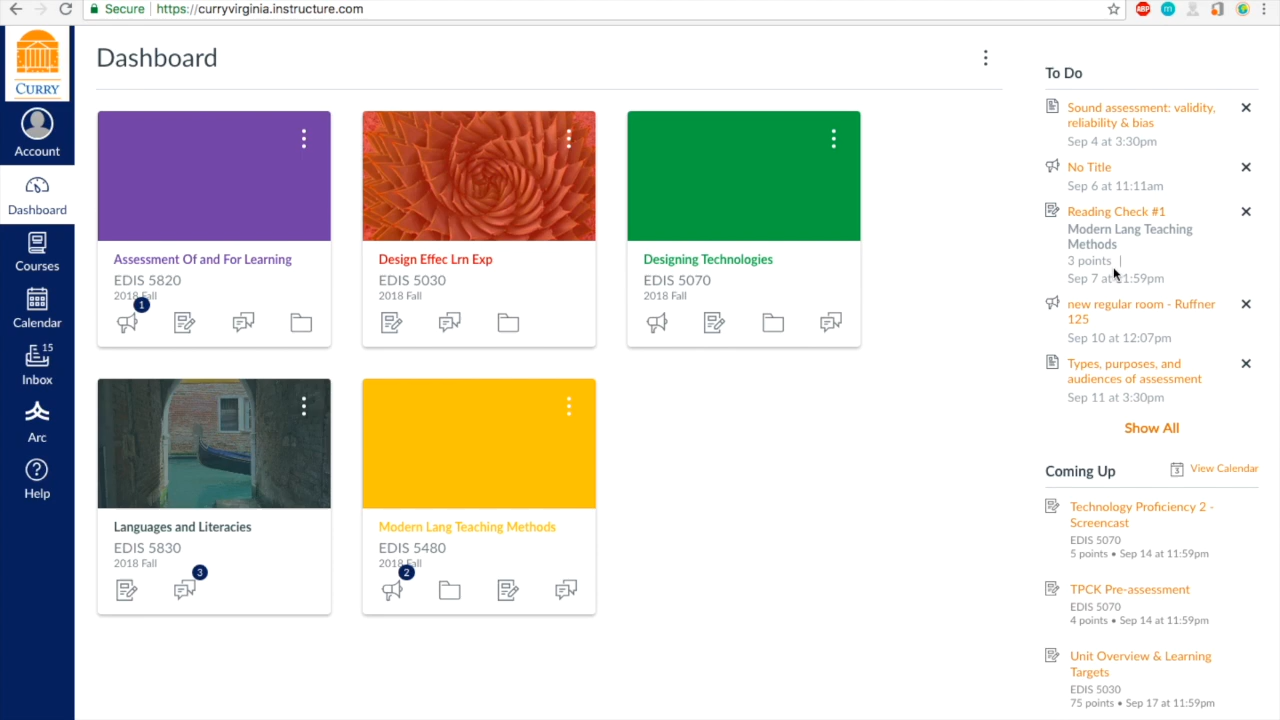 Secure https://curryvirginia.instructure.com
ABP
m
CURRY
Account
Dashboard
Courses
Calendar
15
Inbox
Arc
Help
Dashboard
Assessment Of and For Learning
EDIS 5820
2018 Fall
1
Design Effec Lrn Exp
EDIS 5030
2018 Fall
Designing Technologies
EDIS 5070
2018 Fall
Languages and Literacies
EDIS 5830
2018 Fall
3
Modern Lang Teaching Methods
EDIS 5480
2018 Fall
2
To Do
Sound assessment: validity,
reliability & bias
Sep 4 at 3:30pm
No Title
Sep 6 at 11:11am
Reading Check #1
Modern Lang Teaching
Methods
3 points |
Sep 7 at 11:59pm
new regular room - Ruffner
125
Sep 10 at 12:07pm
Types, purposes, and
audiences of assessment
Sep 11 at 3:30pm
Show All
Coming Up
3 View Calendar
Technology Proficiency 2 -
Screencast
EDIS 5070
5 points • Sep 14 at 11:59pm
TPCK Pre-assessment
EDIS 5070
4 points • Sep 14 at 11:59pm
Unit Overview & Learning
Targets
EDIS 5030
75 points • Sep 17 at 11:59pm